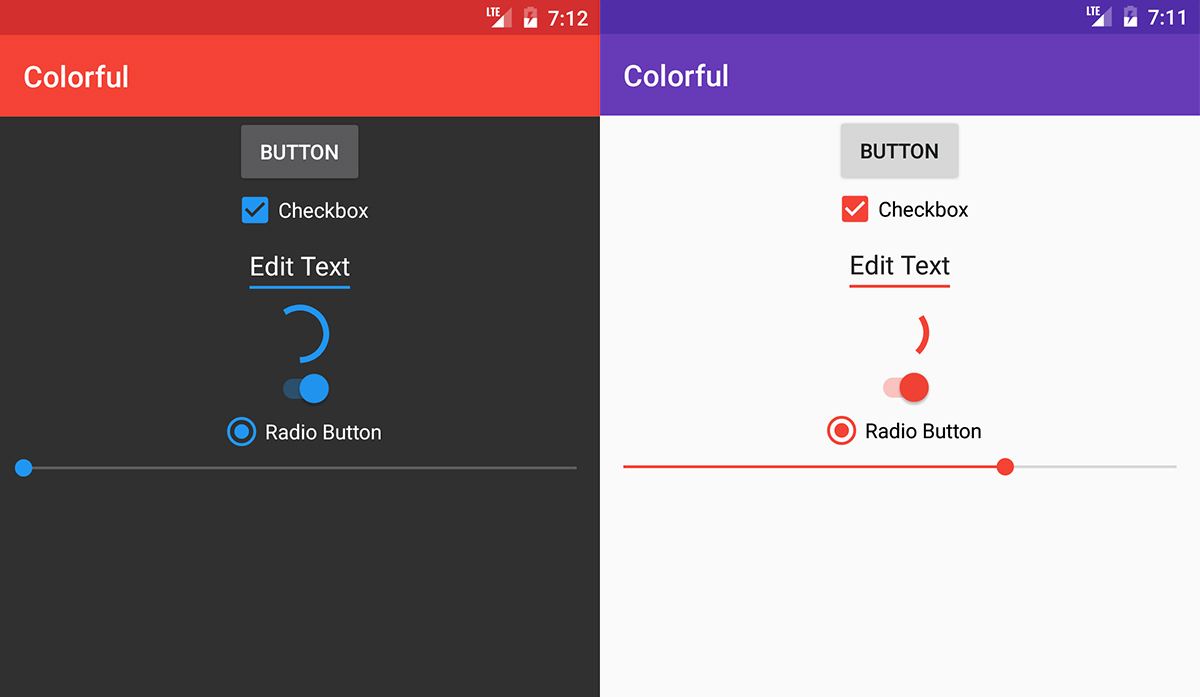 LTE 7:12
Colorful
BUTTON
Checkbox
Edit Text
Radio Button
LTE 7:11
Colorful
BUTTON
Checkbox
Edit Text
Radio Button